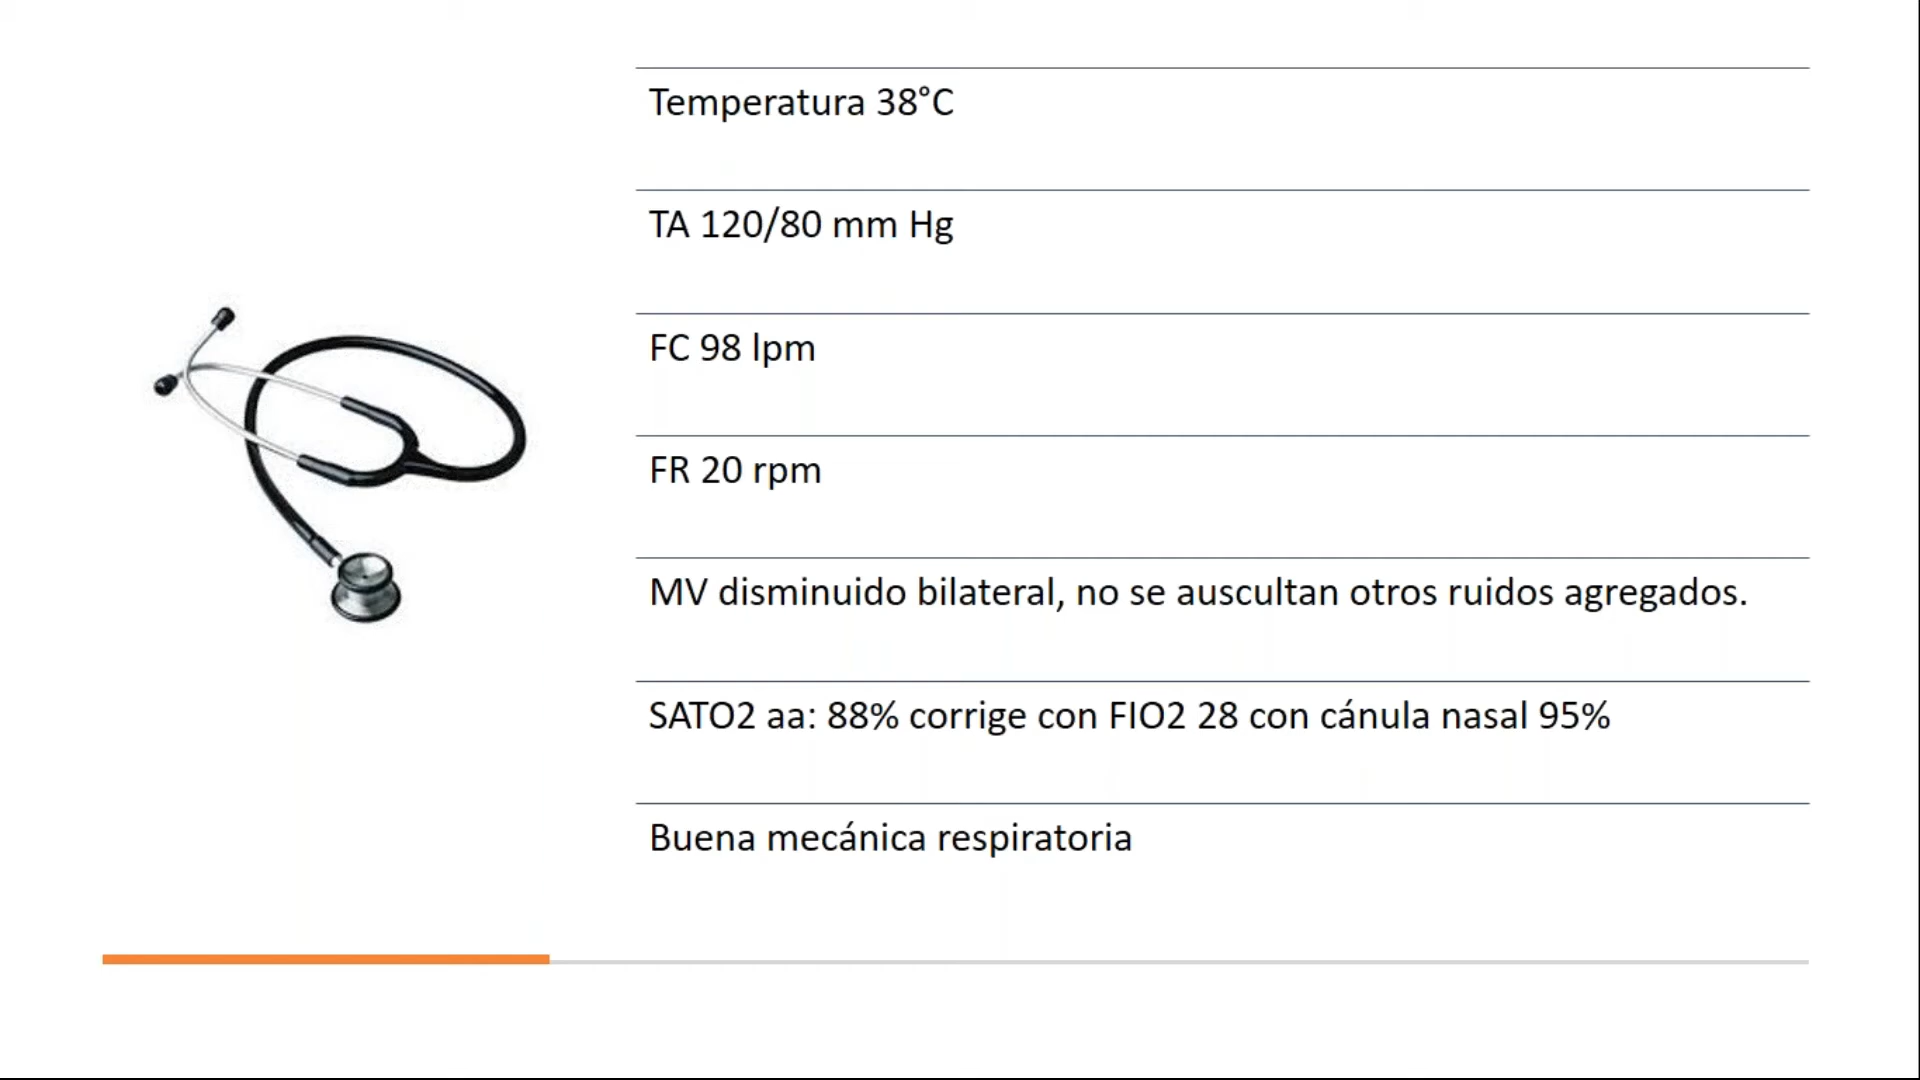 Temperatura 38°C
TA 120/80 mm Hg
FC 98 lpm
FR 20 rpm
MV disminuido bilateral, no se auscultan otros ruidos agregados.
SATO2 aa: 88% corrige con FIO2 28 con cánula nasal 95%
Buena mecánica respiratoria